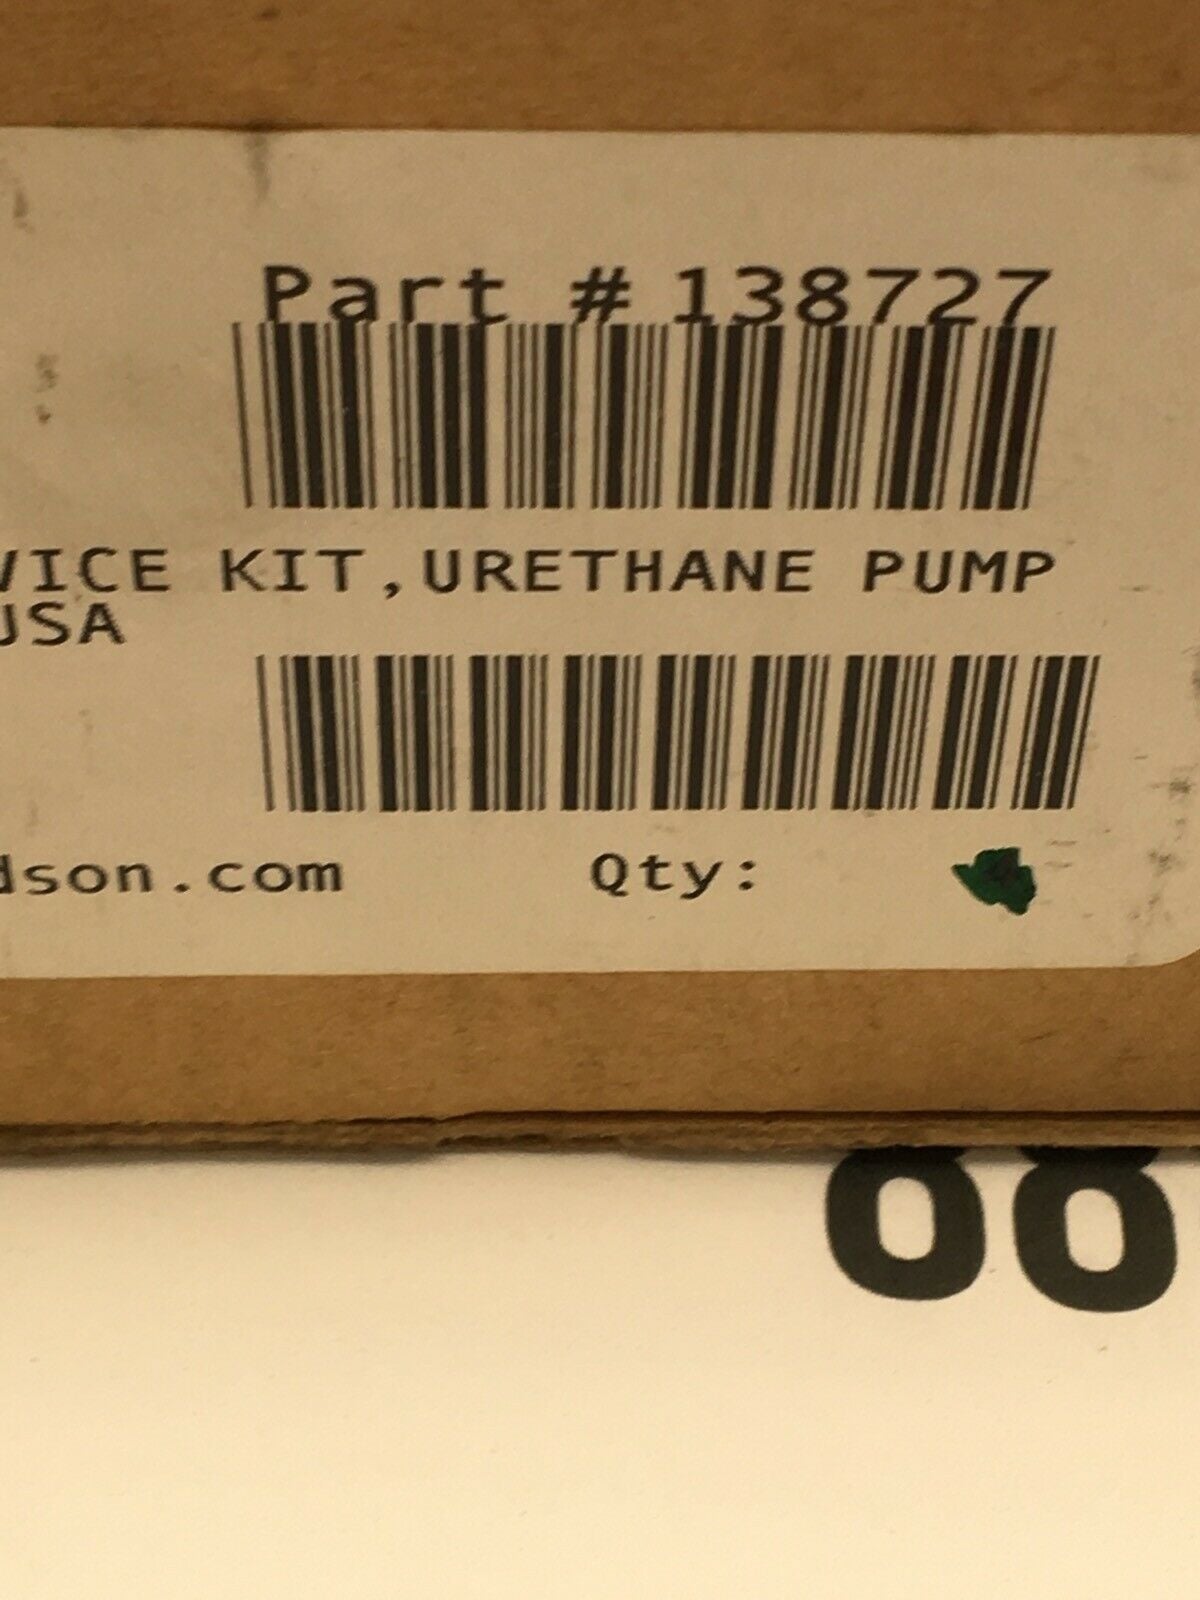 Part # 138727
VICE KIT,URETHANE PUMP
USA
dson.com Qty: